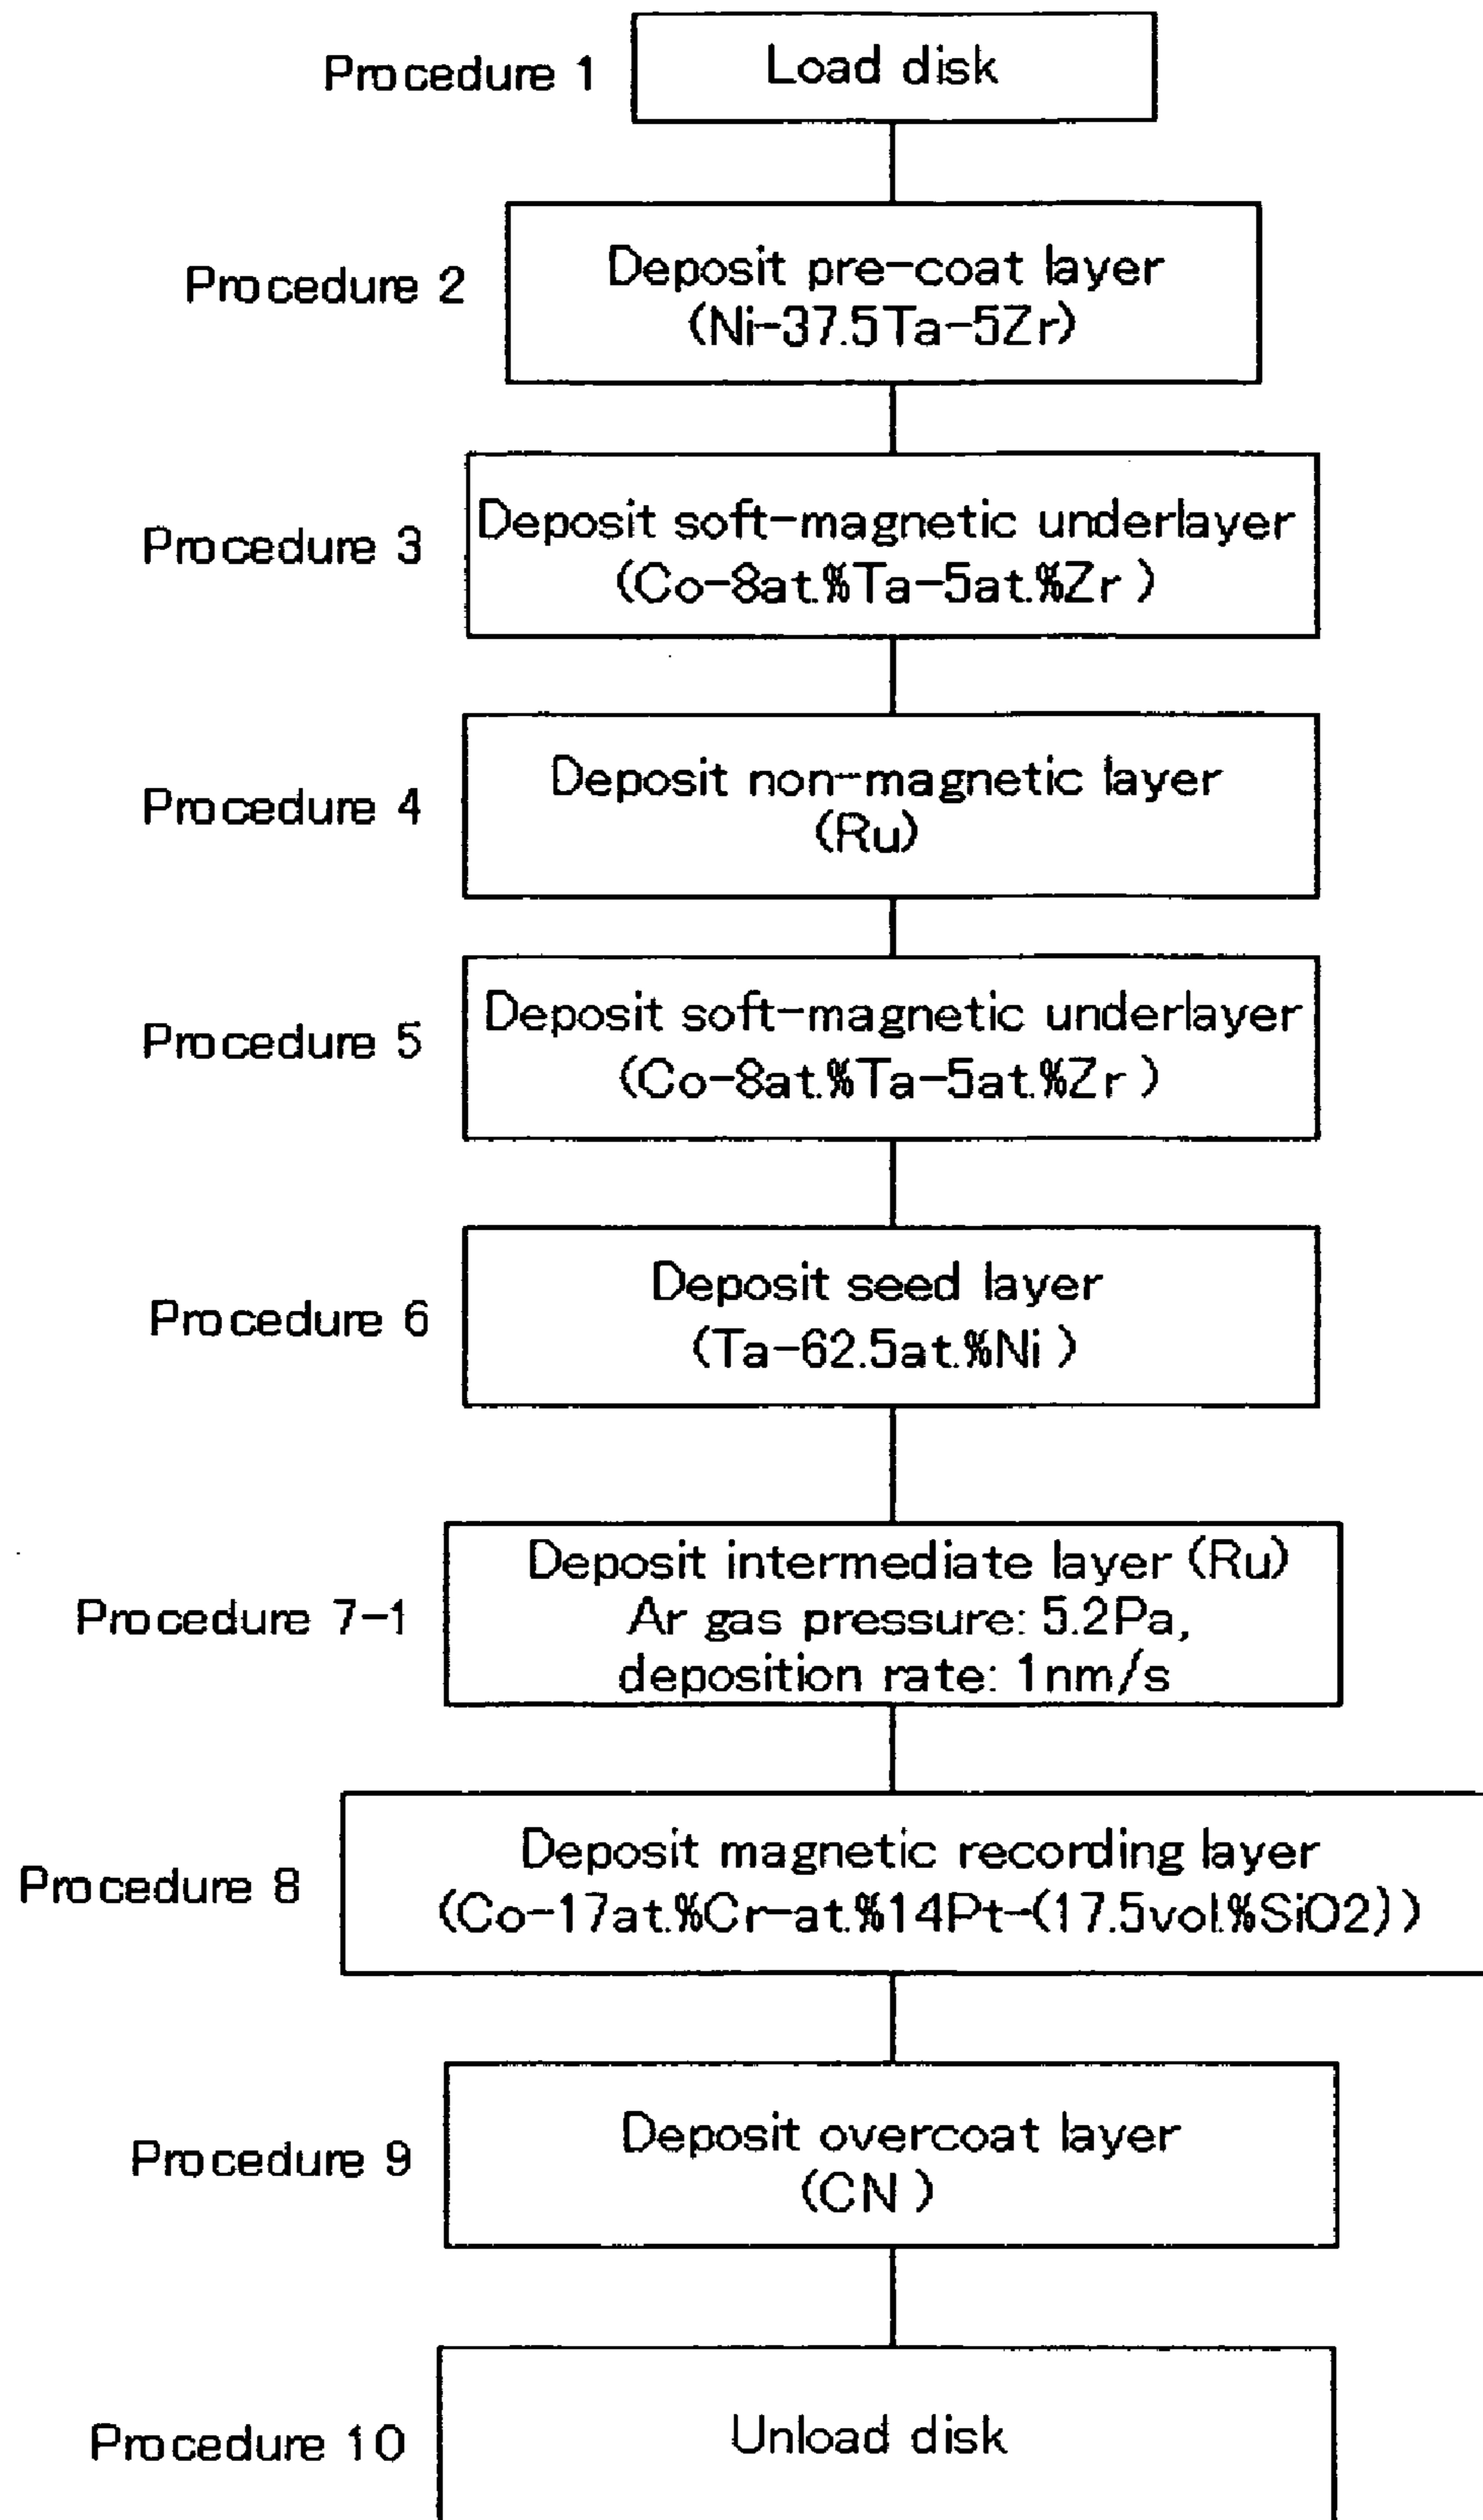 Procedure 1
Load disk
Procedure 2
Deposit pre-coat layer
(Ni-37.5Ta-5Zr)
Procedure 3
Deposit soft-magnetic underlayer
(Co-8at.%Ta-5at.%Zr )
Procedure 4
Deposit non-magnetic layer
(Ru)
Procedure 5
Deposit soft-magnetic underlayer
(Co-8at.%Ta-5at.%Zr )
Procedure 6
Deposit seed layer
(Ta-62.5at.%Ni )
Procedure 7-1
Deposit intermediate layer (Ru)
Ar gas pressure: 5.2Pa,
deposition rate: 1nm/s
Procedure 8
Deposit magnetic recording layer
(Co-17at.%Cr-at.%14Pt-(17.5vol.%SiO2))
Procedure 9
Deposit overcoat layer
(CN )
Procedure 10
Unload disk